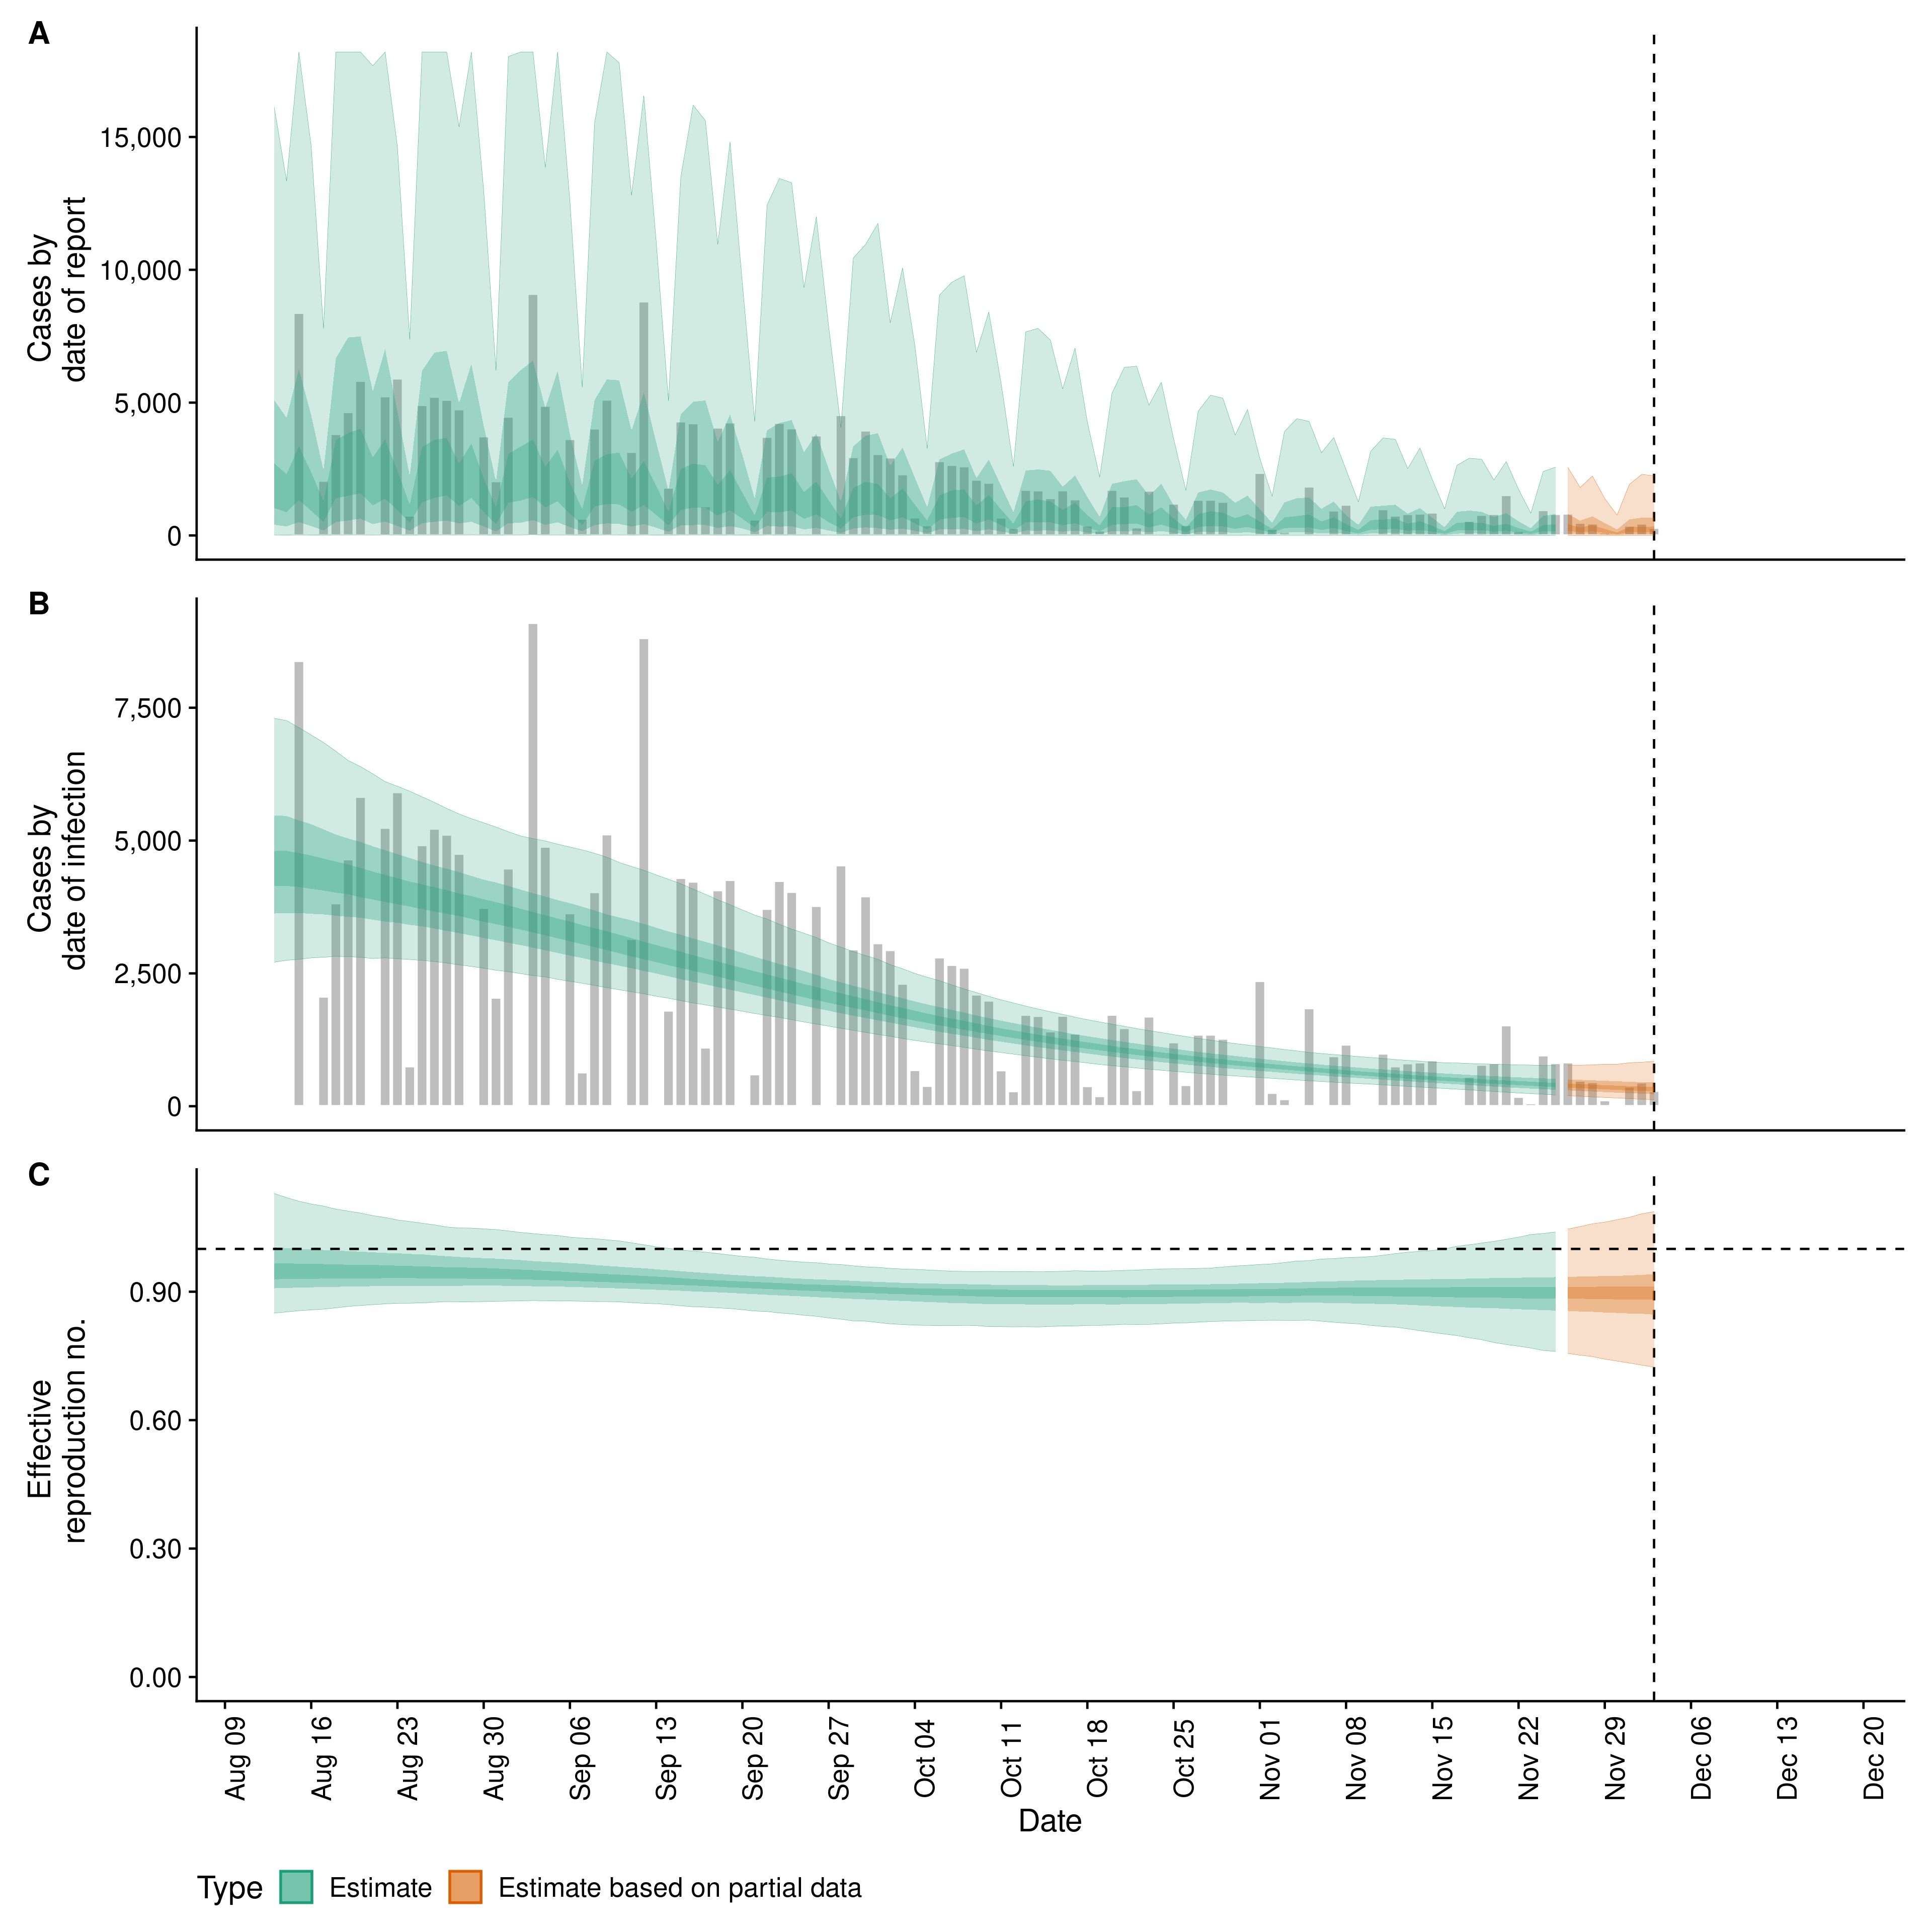 A
Cases by
date of report
15,000
10,000
5,000
0
B
Cases by
date of infection
7,500
5,000
2,500
0
C
Effective
reproduction no.
0.90
0.60
0.30
0.00
Aug 09
Aug 16
Aug 23
Aug 30
Sep 06
Sep 13
Sep 20
Sep 27
Oct 04
Oct 11
Oct 18
Oct 25
Nov 01
Nov 08
Nov 15
Nov 22
Nov 29
Dec 06
Dec 13
Dec 20
Date
Type Estimate Estimate based on partial data